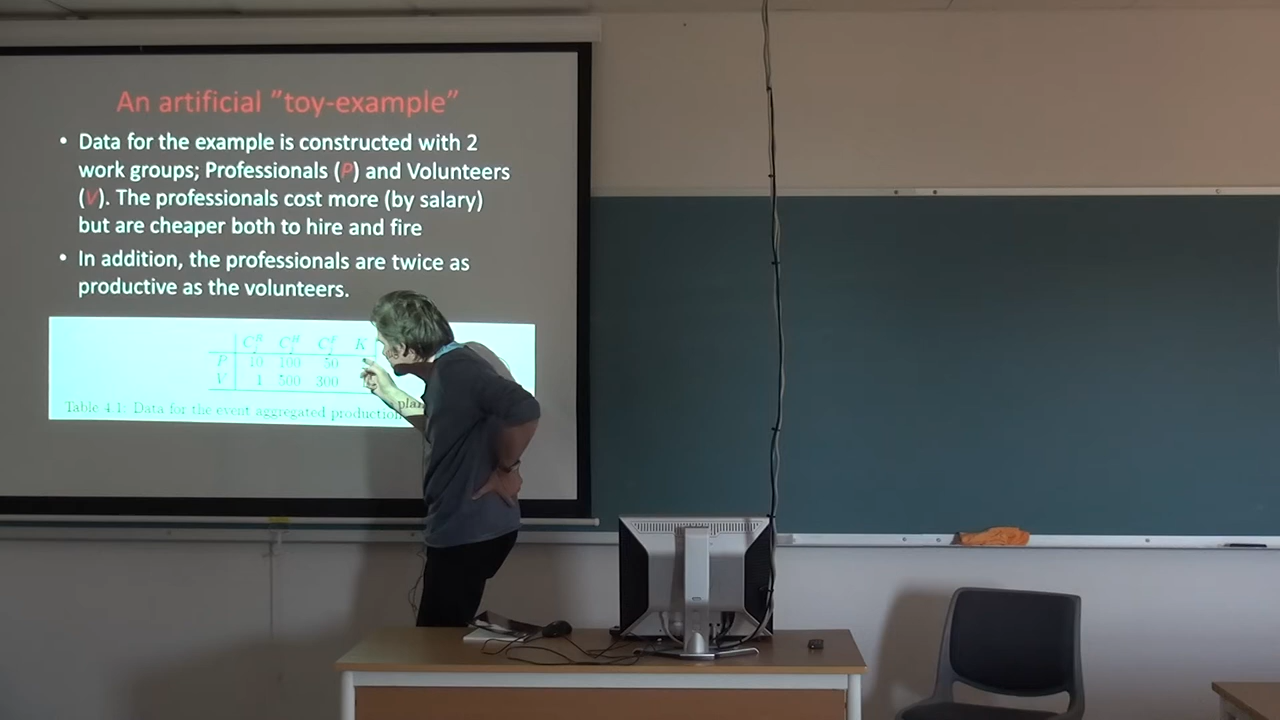 An artificial ”toy-example”
• Data for the example is constructed with 2
work groups; Professionals (P) and Volunteers
(V). The professionals cost more (by salary)
but are cheaper both to hire and fire
• In addition, the professionals are twice as
productive as the volunteers.
K
P 10 100 50
V 1 500 300
Table 4.1: Data for the event aggregated production